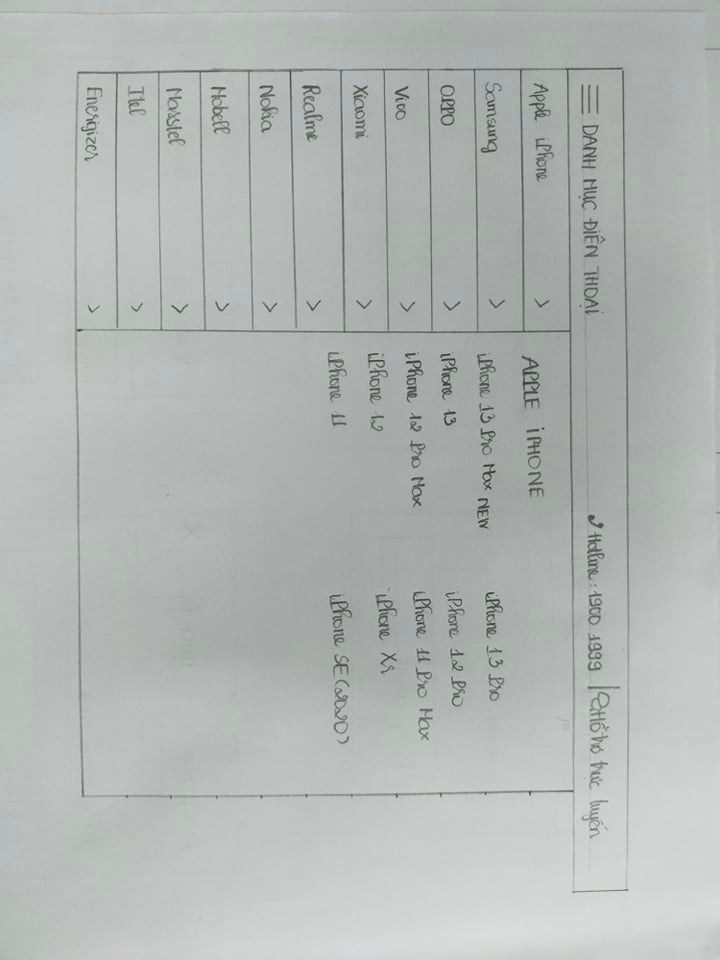 DANH MỤC ĐIỆN THOẠI
Hotline: 1900 1999 | Hỗ trợ trực tuyến
Apple iPhone >
Samsung >
OPPO >
Vivo >
Xiaomi >
Realme >
Nokia >
Mobell >
Masstel >
Itel >
Energizer >
APPLE iPHONE
iPhone 13 Pro Max NEW
iPhone 13 Pro
iPhone 13
iPhone 12 Pro
iPhone 12 Pro Max
iPhone 11 Pro Max
iPhone 12
iPhone Xr
iPhone 11
iPhone SE (2020)